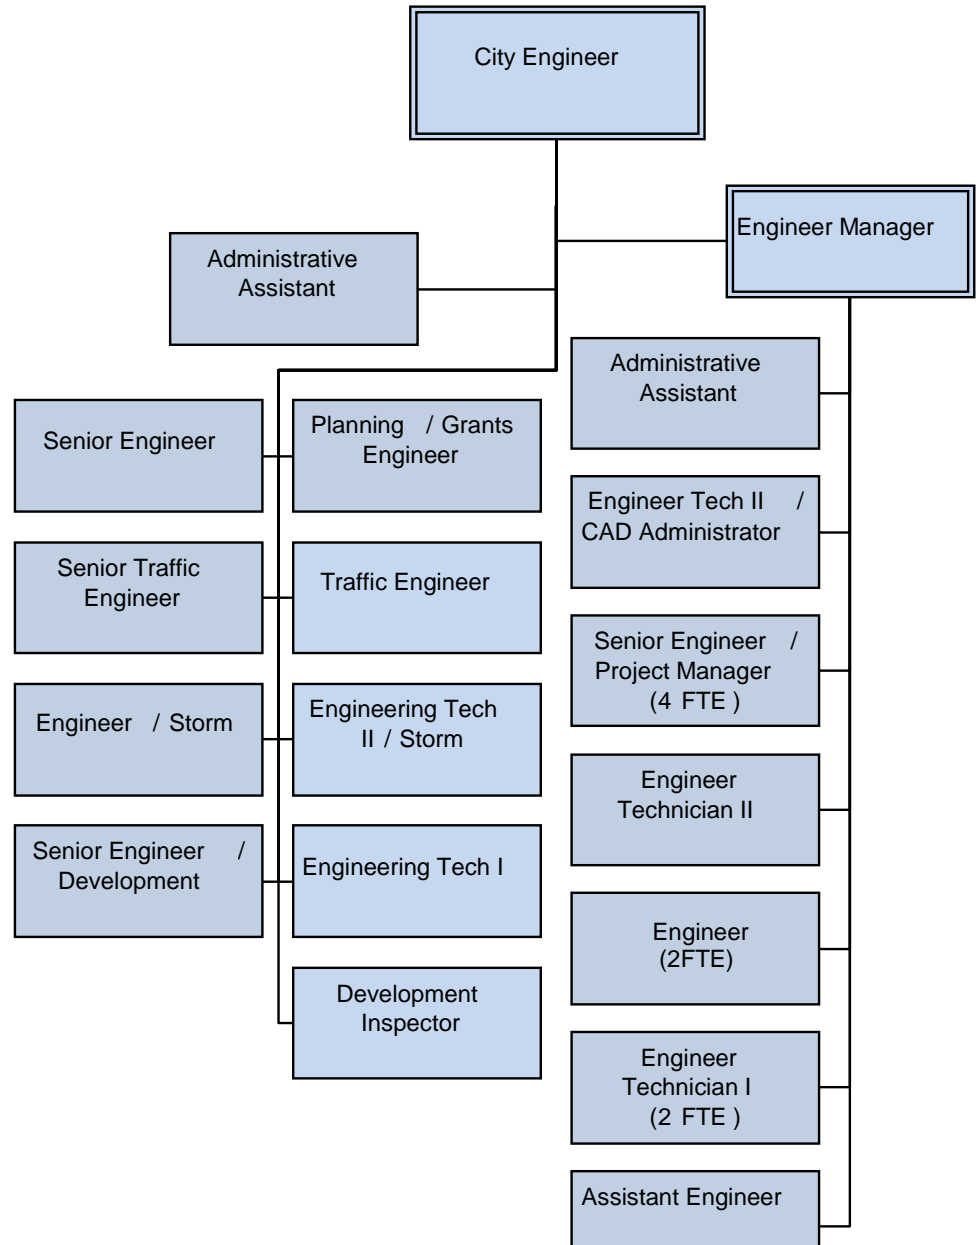 City Engineer
Engineer Manager
Administrative
Assistant
Senior Engineer
Planning / Grants
Engineer
Senior Traffic
Engineer
Traffic Engineer
Engineer / Storm
Engineering Tech
II / Storm
Senior Engineer /
Development
Engineering Tech I
Development
Inspector
Administrative
Assistant
Engineer Tech II /
CAD Administrator
Senior Engineer /
Project Manager
(4 FTE )
Engineer
Technician II
Engineer
(2FTE)
Engineer
Technician I
(2 FTE )
Assistant Engineer